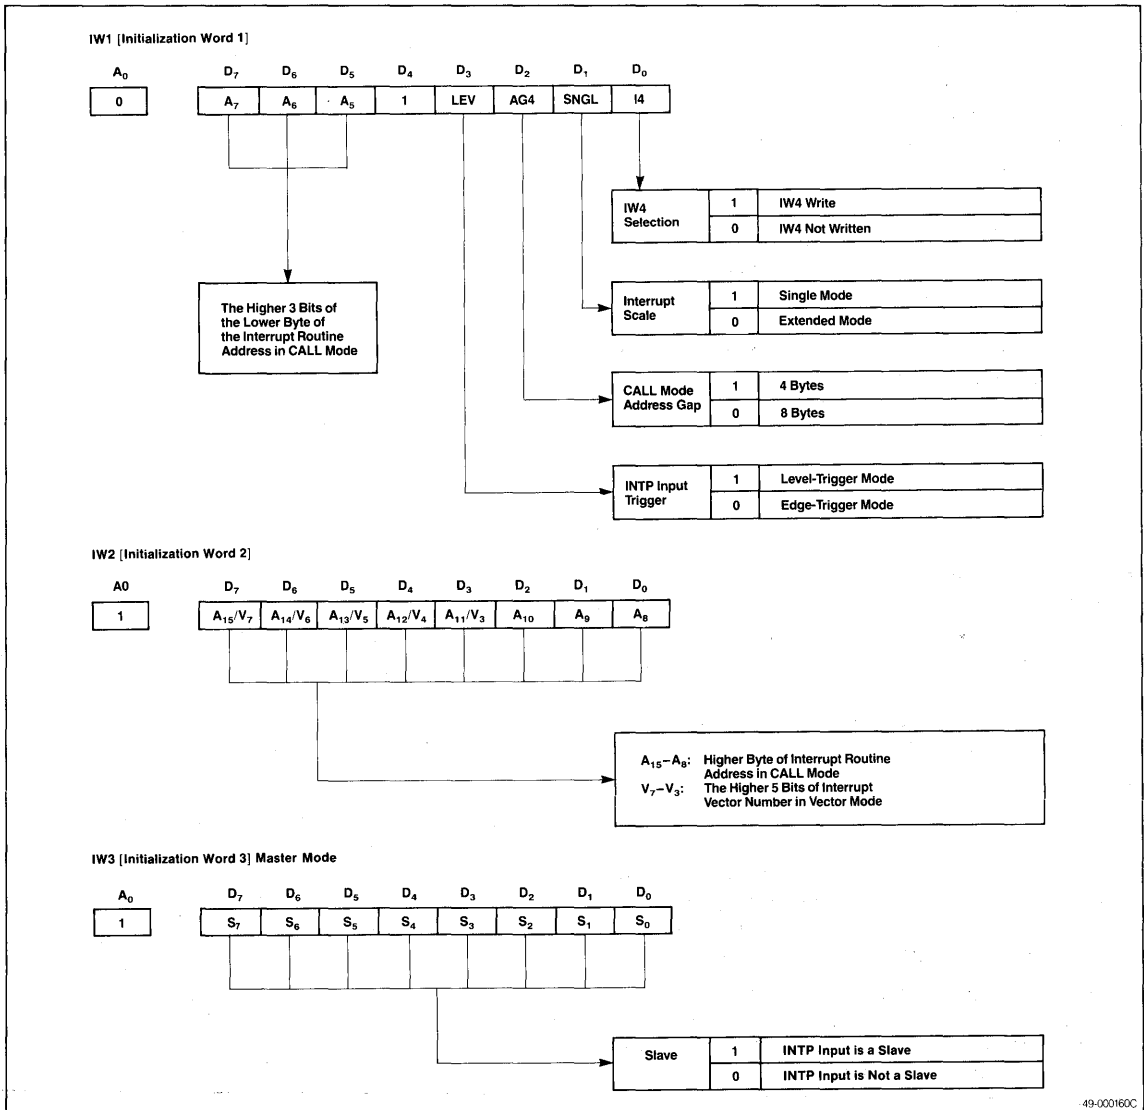 IW1 [Initialization Word 1]
A₀ D₇ D₆ D₅ D₄ D₃ D₂ D₁ D₀
0 A₇ A₆ A₅ 1 LEV AG4 SNGL I4
IW4 Selection
1 IW4 Write
0 IW4 Not Written
The Higher 3 Bits of
the Lower Byte of
the Interrupt Routine
Address in CALL Mode
Interrupt Scale
1 Single Mode
0 Extended Mode
CALL Mode Address Gap
1 4 Bytes
0 8 Bytes
INTP Input Trigger
1 Level-Trigger Mode
0 Edge-Trigger Mode
IW2 [Initialization Word 2]
A0 D₇ D₆ D₅ D₄ D₃ D₂ D₁ D₀
1 A₁₅/V₇ A₁₄/V₆ A₁₃/V₅ A₁₂/V₄ A₁₁/V₃ A₁₀ A₉ A₈
A₁₅–A₈: Higher Byte of Interrupt Routine
Address in CALL Mode
V₇–V₃: The Higher 5 Bits of Interrupt
Vector Number in Vector Mode
IW3 [Initialization Word 3] Master Mode
A₀ D₇ D₆ D₅ D₄ D₃ D₂ D₁ D₀
1 S₇ S₆ S₅ S₄ S₃ S₂ S₁ S₀
Slave
1 INTP Input is a Slave
0 INTP Input is Not a Slave
49-000160C